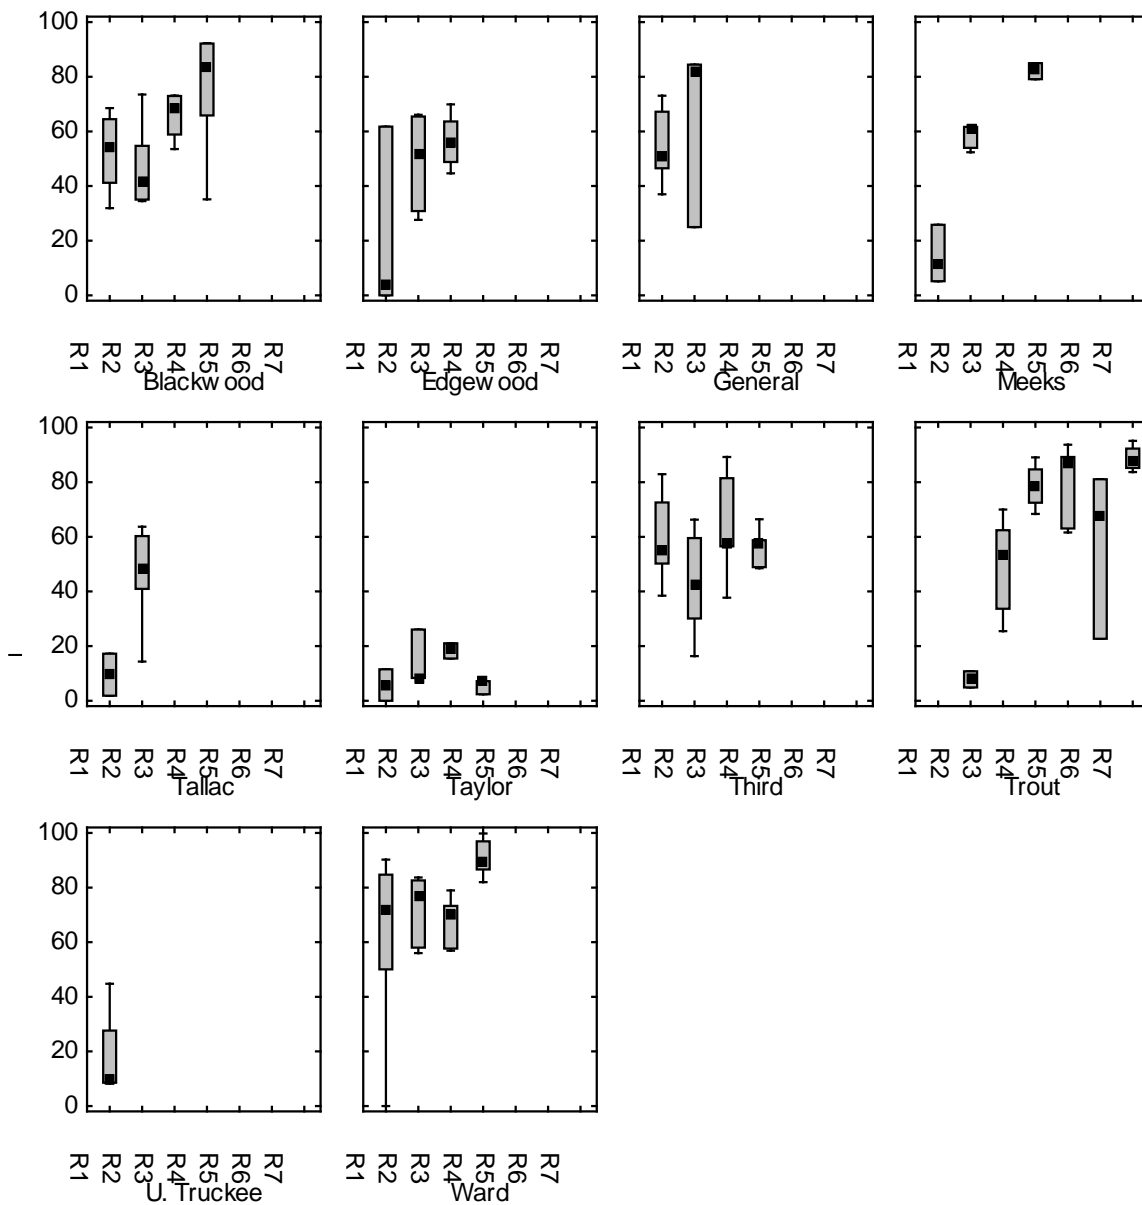 100
80
60
40
20
0
R1 R2 R3 R4 R5 R6 R7
R1 R2 R3 R4 R5 R6 R7
R1 R2 R3 R4 R5 R6 R7
R1 R2 R3 R4 R5 R6 R7
Blackw ood
Edgew ood
General
Meeks
100
80
60
40
20
0
R1 R2 R3 R4 R5 R6 R7
R1 R2 R3 R4 R5 R6 R7
R1 R2 R3 R4 R5 R6 R7
R1 R2 R3 R4 R5 R6 R7
Tallac
Taylor
Third
Trout
100
80
60
40
20
0
R1 R2 R3 R4 R5 R6 R7
R1 R2 R3 R4 R5 R6 R7
U. Truckee
Ward